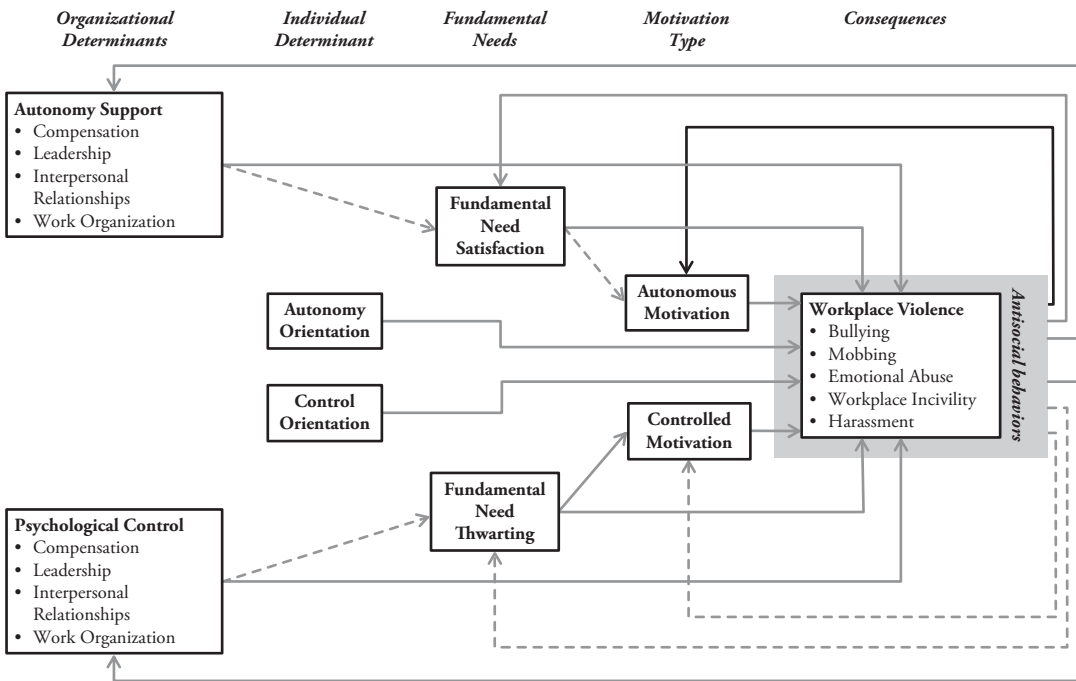 Organizational
Determinants
Individual
Determinant
Fundamental
Needs
Motivation
Type
Consequences
Autonomy Support
• Compensation
• Leadership
• Interpersonal
Relationships
• Work Organization
Fundamental
Need
Satisfaction
Autonomous
Motivation
Autonomy
Orientation
Control
Orientation
Workplace Violence
• Bullying
• Mobbing
• Emotional Abuse
• Workplace Incivility
• Harassment
Antisocial behaviors
Controlled
Motivation
Fundamental
Need
Thwarting
Psychological Control
• Compensation
• Leadership
• Interpersonal
Relationships
• Work Organization